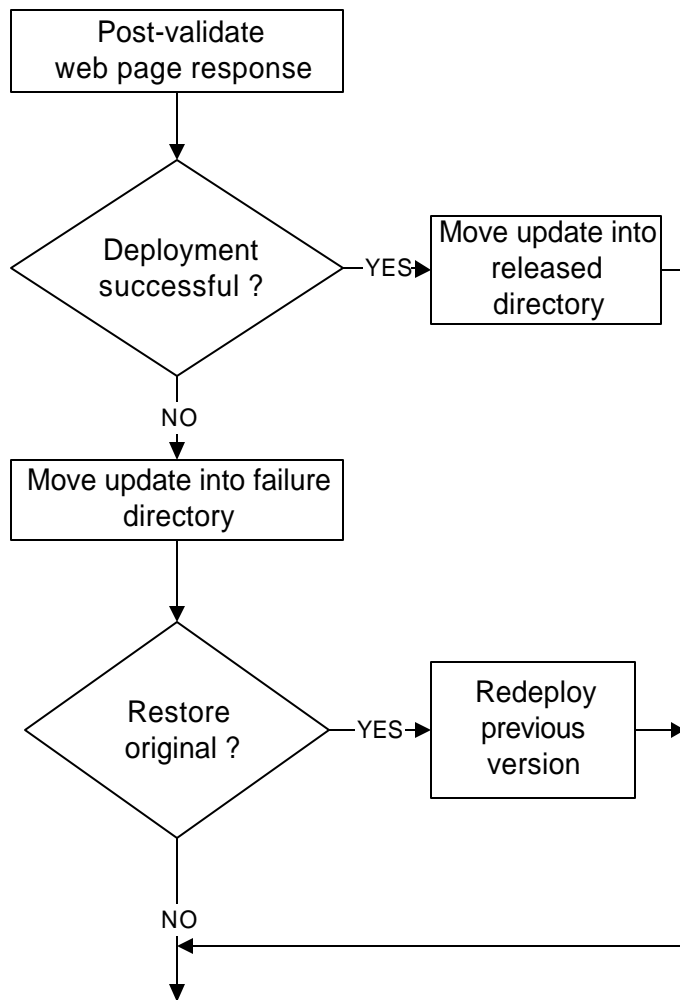 Post-validate
web page response
Deployment
successful ?
YES
Move update into
released
directory
NO
Move update into failure
directory
Restore
original ?
YES
Redeploy
previous
version
NO